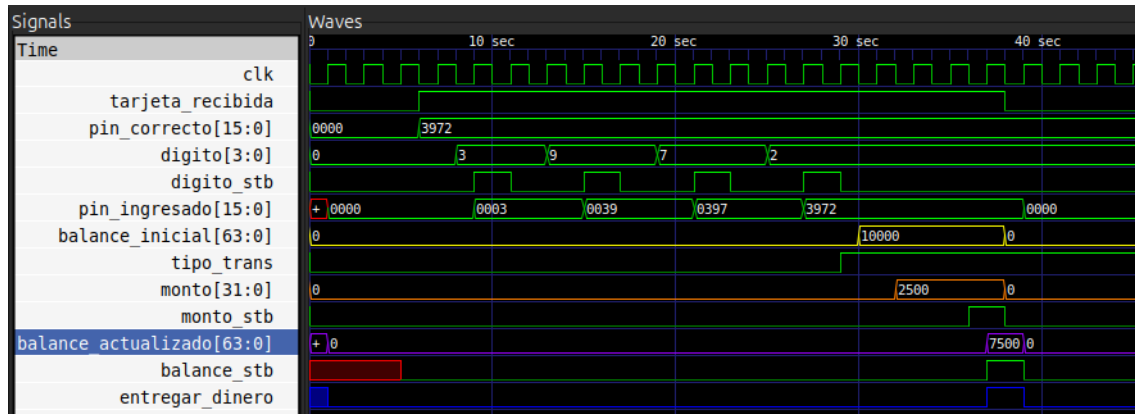 Signals Waves
Time 0 10 sec 20 sec 30 sec 40 sec
clk
tarjeta_recibida
pin_correcto[15:0] 0000 3972
digito[3:0] 0 3 9 7 2
digito_stb
pin_ingresado[15:0] + 0000 0003 0039 0397 3972 0000
balance_inicial[63:0] 0 10000 0
tipo_trans
monto[31:0] 0 2500 0
monto_stb
balance_actualizado[63:0] + 0 7500 0
balance_stb
entregar_dinero